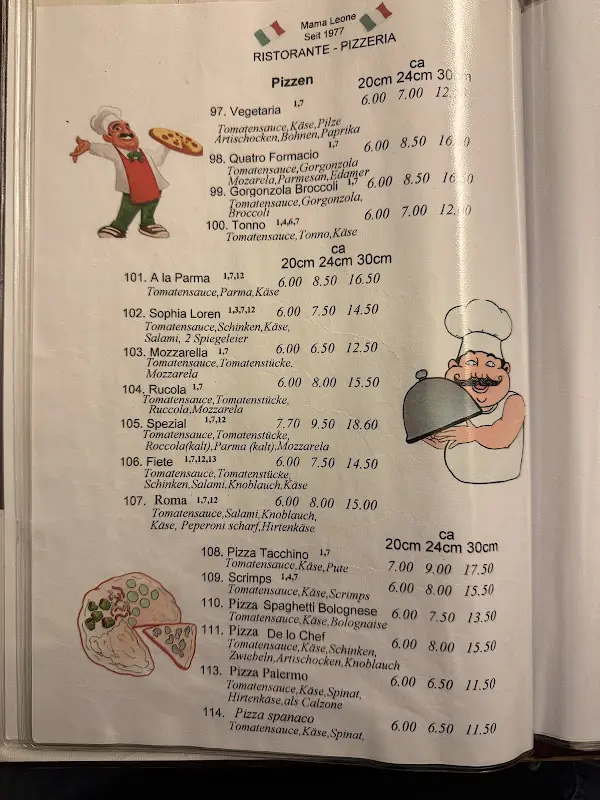 Mama Leone
Seit 1977
RISTORANTE - PIZZERIA
Pizzen
ca
20cm 24cm 30cm
97. Vegetaria 1,7 6.00 7.00
Tomatensauce,Käse,Pilze
Artischocken,Bohnen,Paprika
98. Quatro Formacio 1,7 6.00 8.50
Tomatensauce,Gorgonzola
Mozarela,Parmesan,Edamer
99. Gorgonzola Broccoli 1,7 6.00 8.50
Tomatensauce,Gorgonzola,
Broccoli
100. Tonno 1,4,6,7 6.00 7.00
Tomatensauce,Tonno,Käse
ca
20cm 24cm 30cm
101. A la Parma 1,7,12 6.00 8.50 16.50
Tomatensauce,Parma,Käse
102. Sophia Loren 1,3,7,12 6.00 7.50 14.50
Tomatensauce,Schinken,Käse,
Salami, 2 Spiegeleier
103. Mozzarella 1,7 6.00 6.50 12.50
Tomatensauce,Tomatenstücke,
Mozzarella
104. Rucola 1,7 6.00 8.00 15.50
Tomatensauce,Tomatenstücke,
Ruccola,Mozzarella
105. Spezial 1,7,12 7.70 9.50 18.60
Tomatensauce,Tomatenstücke,
Roccola(kalt),Parma (kalt),Mozzarela
106. Fiete 1,7,12,13 6.00 7.50 14.50
Tomatensauce,Tomatenstücke,
Schinken,Salami,Knoblauch,Käse
107. Roma 1,7,12 6.00 8.00 15.00
Tomatensauce,Salami,Knoblauch,
Käse, Peperoni scharf,Hirtenkäse
ca
20cm 24cm 30cm
108. Pizza Tacchino 1,7 7.00 9.00 17.50
Tomatensauce,Käse,Pute
109. Scrimps 1,4,7 6.00 8.00 15.50
Tomatensauce,Käse,Scrimps
110. Pizza Spaghetti Bolognese 6.00 7.50 13.50
Tomatensauce,Käse,Bolognaise
111. Pizza De lo Chef 6.00 8.00 15.50
Tomatensauce,Käse,Schinken,
Zwiebeln,Artischocken,Knoblauch
113. Pizza Palermo 6.00 6.50 11.50
Tomatensauce,Käse,Spinat,
Hirtenkäse,als Calzone
114. Pizza spanaco 6.00 6.50 11.50
Tomatensauce,Käse,Spinat,